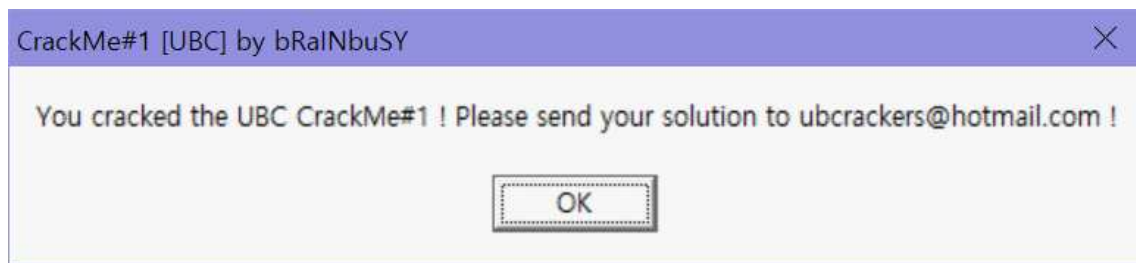 CrackMe#1 [UBC] by bRaINbuSY
You cracked the UBC CrackMe#1 ! Please send your solution to ubcrackers@hotmail.com !
OK